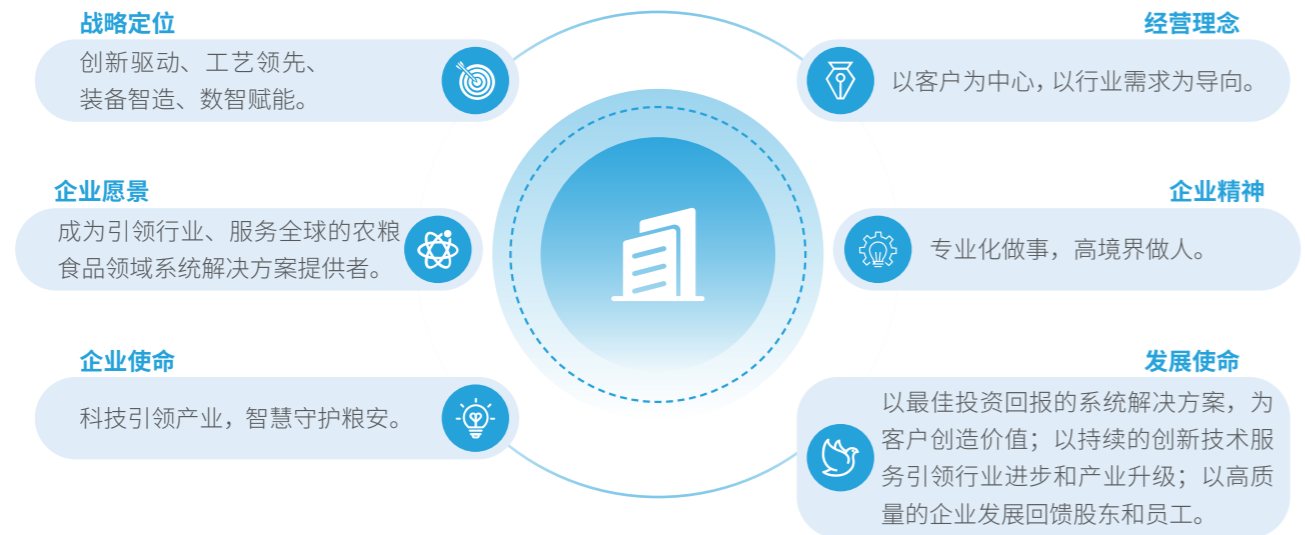 战略定位
创新驱动、工艺领先、
装备智造、数智赋能。
企业愿景
成为引领行业、服务全球的农粮
食品领域系统解决方案提供者。
企业使命
科技引领产业，智慧守护粮安。
经营理念
以客户为中心，以行业需求为导向。
企业精神
专业化做事，高境界做人。
发展使命
以最佳投资回报的系统解决方案，为
客户创造价值；以持续的创新技术服
务引领行业进步和产业升级；以高质
量的企业发展回馈股东和员工。